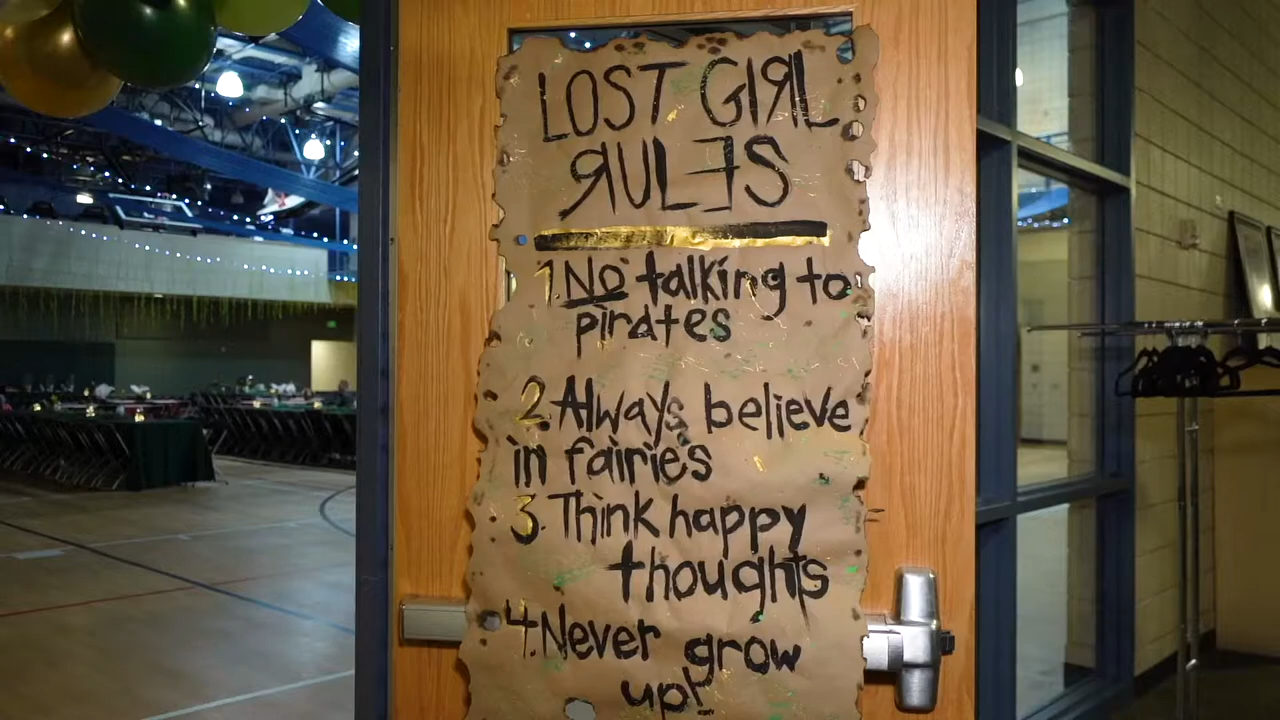 LOST GIRL
RULES
1. No talking to
pirates
2. Always believe
in fairies
3. Think happy
thoughts
4. Never grow
up!